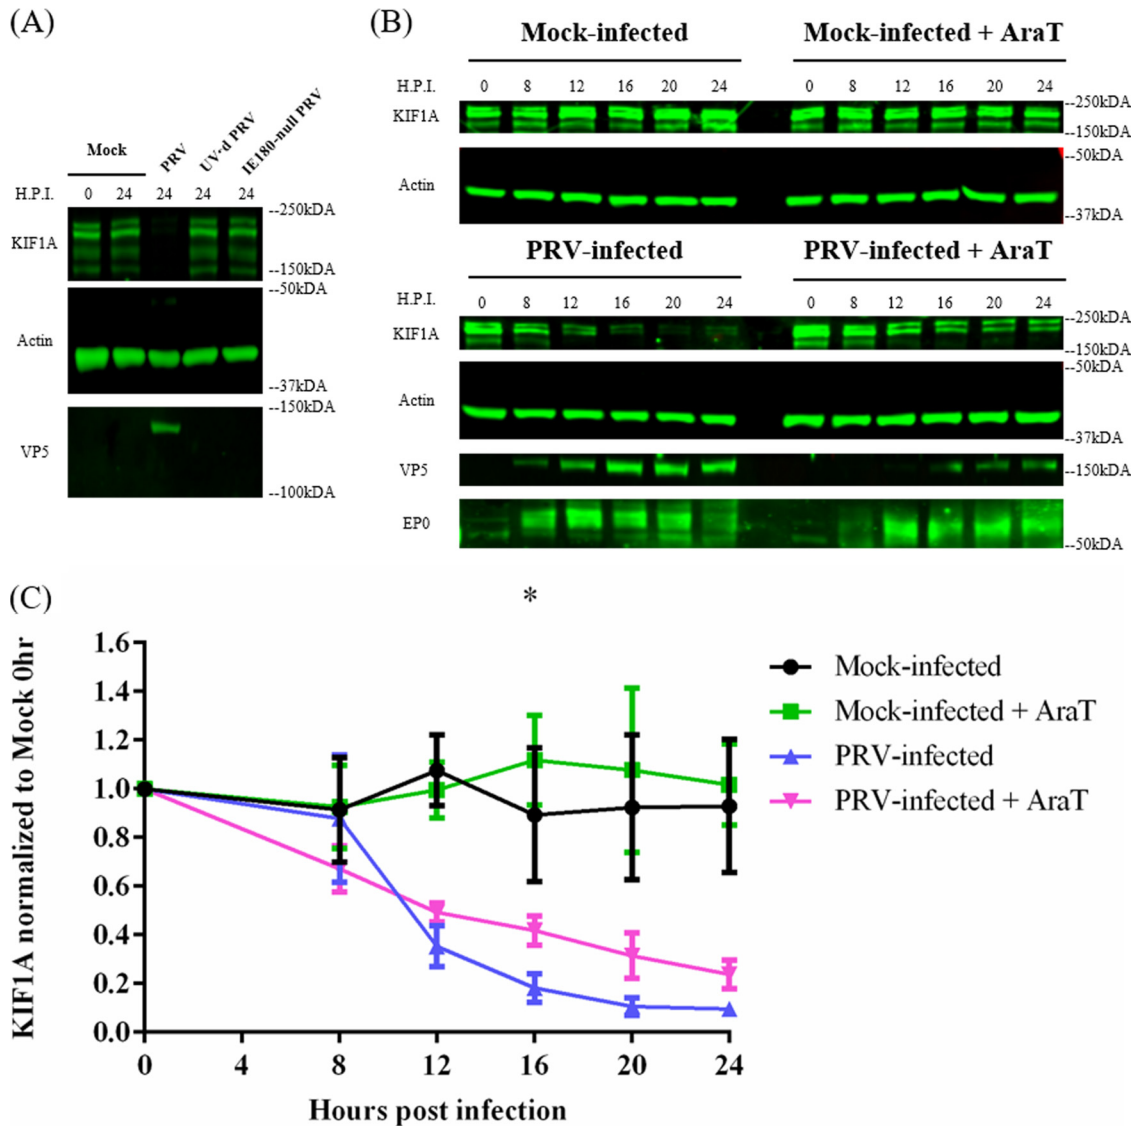 (A)
Mock
PRV
UV-d PRV
IE180-null PRV
H.P.I. 0 24 24 24 24
KIF1A
--250kDA
--150kDA
--50kDA
Actin
--37kDA
--150kDA
VP5
--100kDA
(B)
Mock-infected Mock-infected + AraT
H.P.I. 0 8 12 16 20 24 0 8 12 16 20 24
KIF1A
--250kDA
--150kDA
--50kDA
Actin
--37kDA
PRV-infected PRV-infected + AraT
H.P.I. 0 8 12 16 20 24 0 8 12 16 20 24
KIF1A
--250kDA
--150kDA
--50kDA
Actin
--37kDA
VP5 --150kDA
EP0
--50kDA
(C)
*
KIF1A normalized to Mock 0hr
1.6
1.4
1.2
1.0
0.8
0.6
0.4
0.2
0.0
0 4 8 12 16 20 24
Hours post infection
Mock-infected
Mock-infected + AraT
PRV-infected
PRV-infected + AraT